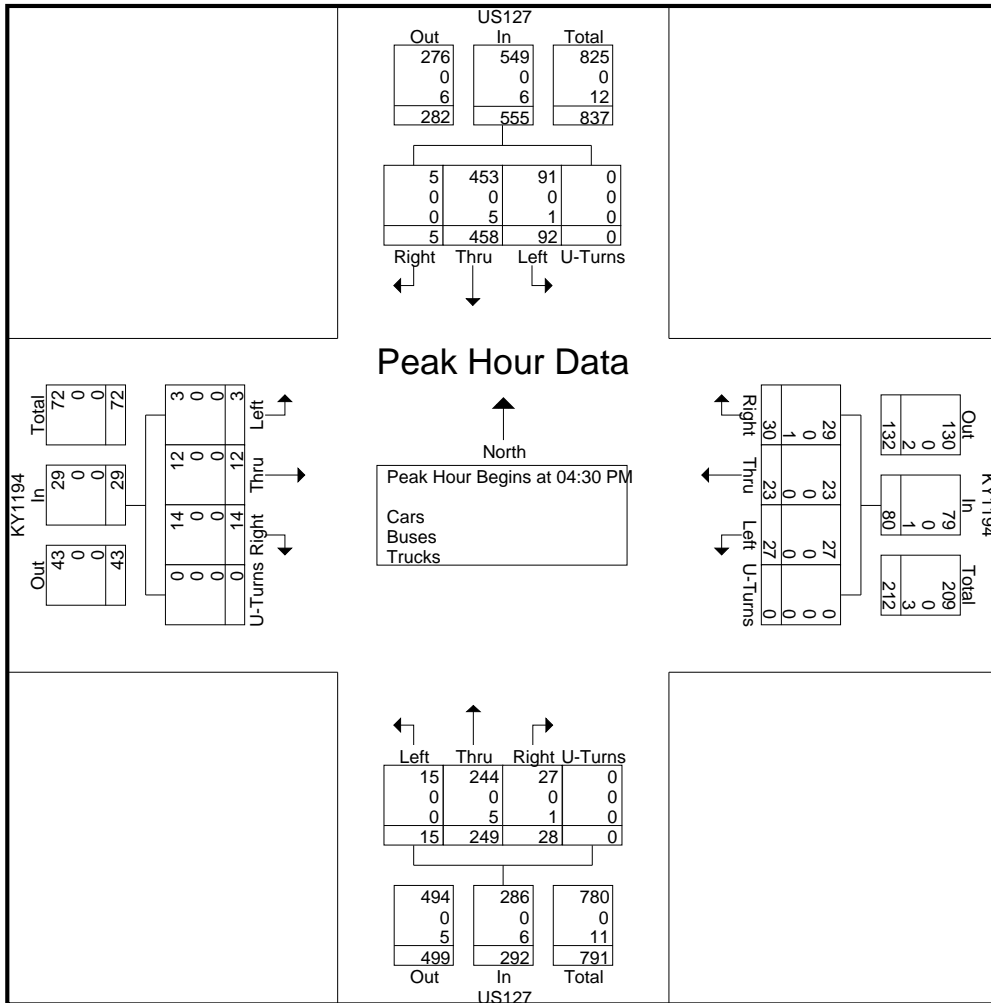 US127
Out In Total
276 549 825
0 0 0
6 6 12
282 555 837
5 453 91 0
0 0 0 0
0 5 1 0
5 458 92 0
Right Thru Left U-Turns
Peak Hour Data
KY1194
Out In Total
43 29 72
0 0 0
0 0 0
43 29 72
0 14 12 3
0 0 0 0
0 0 0 0
0 14 12 3
U-Turns Right Thru Left
North
Peak Hour Begins at 04:30 PM
Cars
Buses
Trucks
KY1194
Out In Total
130 79 209
0 0 0
2 1 3
132 80 212
29 23 27 0
0 0 0 0
1 0 0 0
30 23 27 0
Right Thru Left U-Turns
Left Thru Right U-Turns
15 244 27 0
0 0 0 0
0 5 1 0
15 249 28 0
494 286 780
0 0 0
5 6 11
499 292 791
Out In Total
US127